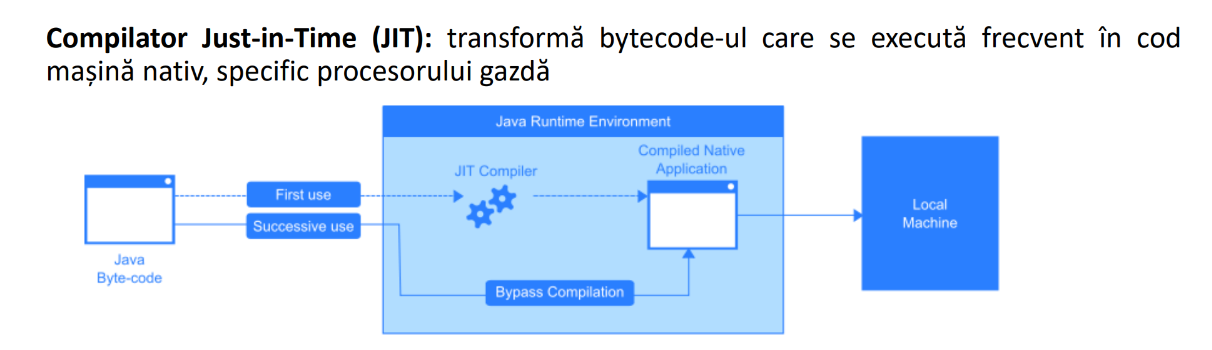 Compilator Just-in-Time (JIT): transformă bytecode-ul care se execută frecvent în cod
mașină nativ, specific procesorului gazdă
Java Runtime Environment
Compiled Native
Application
JIT Compiler
First use
Successive use
Local
Machine
Java
Byte-code
Bypass Compilation